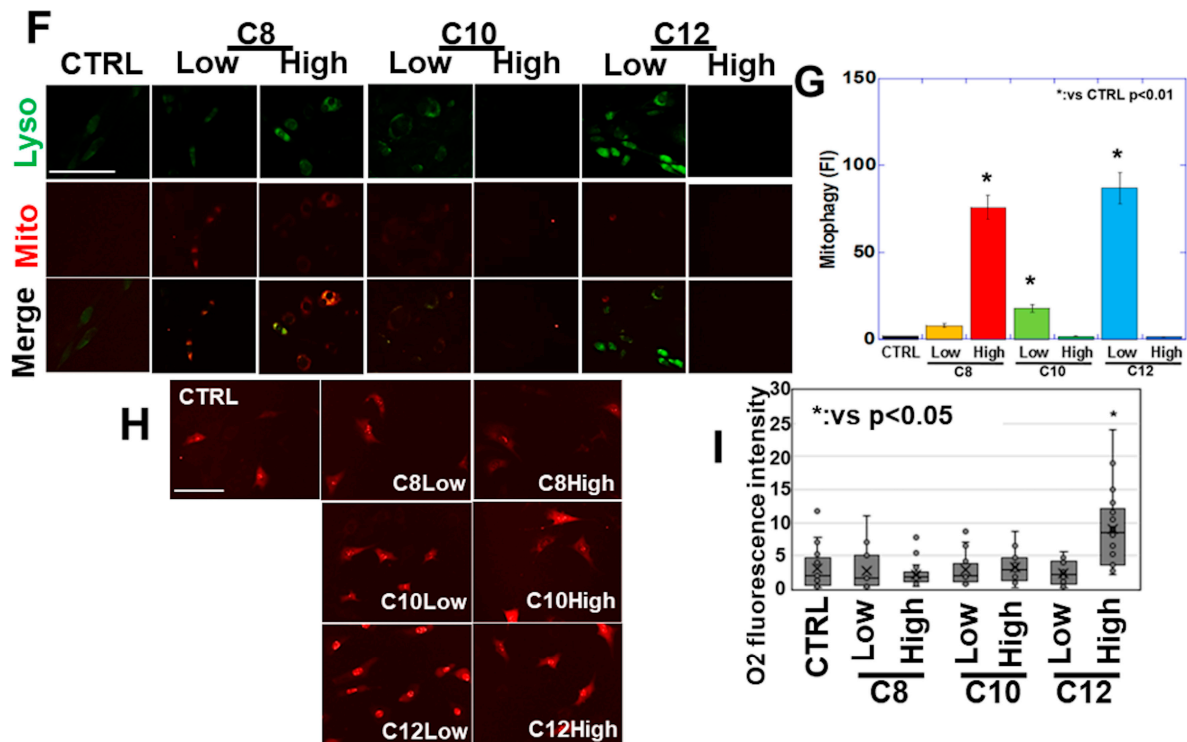 F
C8
C10
C12
CTRL
Low
High
Low
High
Low
High
Lyso
Mito
Merge
G
150
100
50
0
Mitophagy (FI)
*:vs CTRL p<0.01
*
*
*
CTRL
Low
High
Low
High
Low
High
C8
C10
C12
H
CTRL
C8Low
C8High
C10Low
C10High
C12Low
C12High
I
30
25
20
15
10
5
0
O2 fluorescence intensity
*:vs p<0.05
*
CTRL
Low
High
Low
High
Low
High
C8
C10
C12